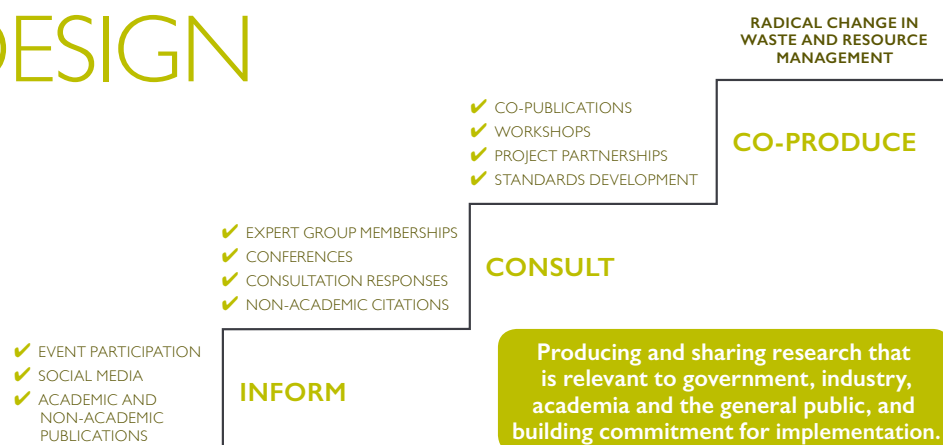 DESIGN
RADICAL CHANGE IN
WASTE AND RESOURCE
MANAGEMENT
✔ CO-PUBLICATIONS
✔ WORKSHOPS
✔ PROJECT PARTNERSHIPS
✔ STANDARDS DEVELOPMENT
CO-PRODUCE
✔ EXPERT GROUP MEMBERSHIPS
✔ CONFERENCES
✔ CONSULTATION RESPONSES
✔ NON-ACADEMIC CITATIONS
CONSULT
✔ EVENT PARTICIPATION
✔ SOCIAL MEDIA
✔ ACADEMIC AND
NON-ACADEMIC
PUBLICATIONS
INFORM
Producing and sharing research that
is relevant to government, industry,
academia and the general public, and
building commitment for implementation.